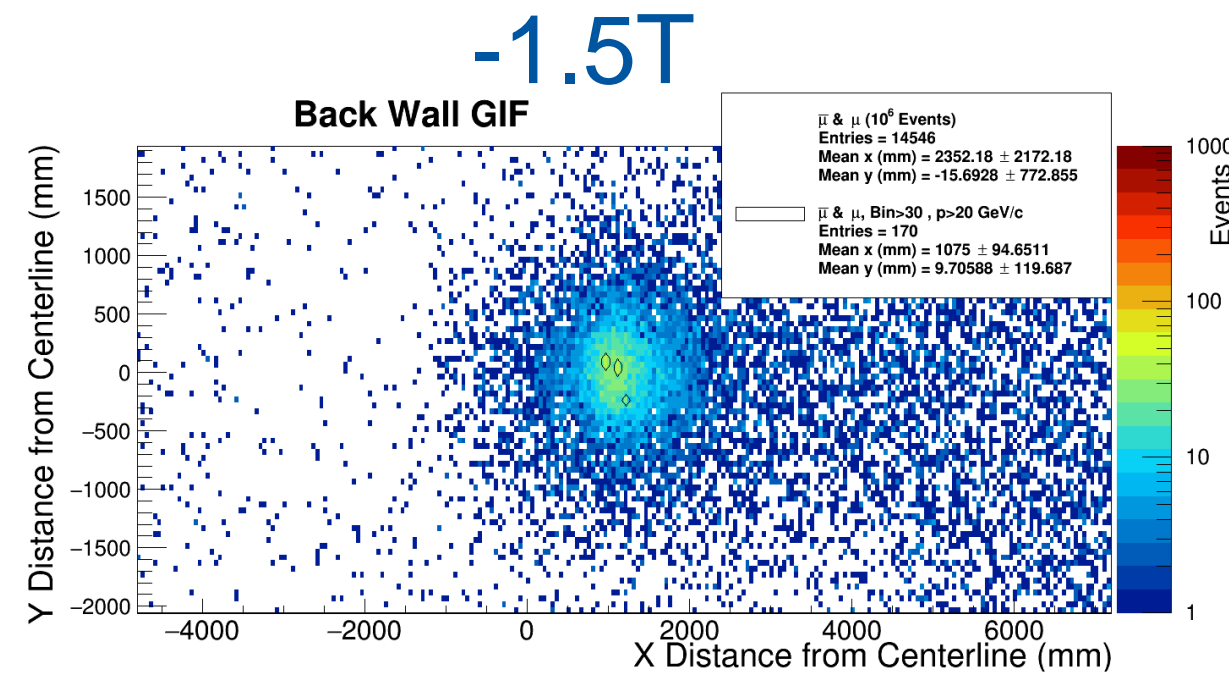 -1.5T
Back Wall GIF
μ̅ & μ (10⁶ Events)
Entries = 14546
Mean x (mm) = 2352.18 ± 2172.18
Mean y (mm) = -15.6928 ± 772.855
μ̅ & μ, Bin>30 , p>20 GeV/c
Entries = 170
Mean x (mm) = 1075 ± 94.6511
Mean y (mm) = 9.70588 ± 119.687
Y Distance from Centerline (mm)
1500
1000
500
0
−500
−1000
−1500
−2000
−4000
−2000
0
2000
4000
6000
X Distance from Centerline (mm)
1000
100
10
1
Events